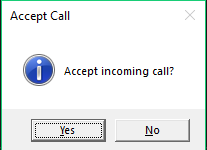 Accept Call
Accept incoming call?
Yes No